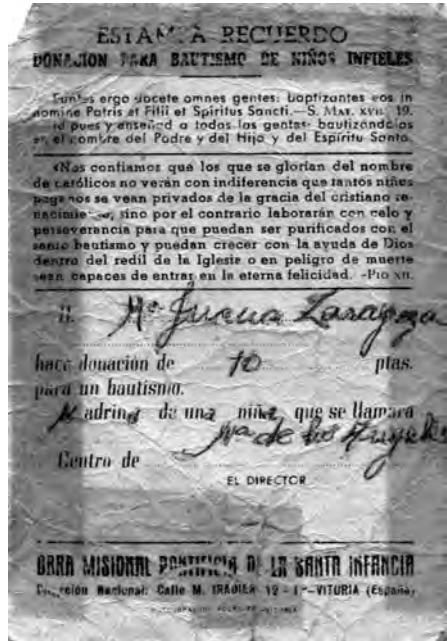 ESTAMPA RECUERDO
DONACION PARA BAUTISMO DE NIÑOS INFIELES
Euntes ergo docete omnes gentes: baptizantes eos in
nomine Patris et Filii et Spiritus Sancti.—S. MAT. XVII. 19.
Id pues y enseñad a todas las gentes bautizándolas
en el nombre del Padre y del Hijo y del Espíritu Santo.
«Nos confiamos que los que se glorían del nombre
de católicos no verán con indiferencia que tantos niños
paganos se vean privados de la gracia del cristiano re-
nacimiento, sino por el contrario laborarán con celo y
perseverancia para que puedan ser purificados con el
santo bautismo y puedan crecer con la ayuda de Dios
dentro del redil de la Iglesia o en peligro de muerte
sean capaces de entrar en la eterna felicidad. -PIO XII.
D. Mª Juana Zaragoza
hace donación de 10 ptas.
para un bautismo.
Madrina de una niña, que se llamara
Mª de los Angeles
Centro de
EL DIRECTOR
OBRA MISIONAL PONTIFICIA DE LA SANTA INFANCIA
Dirección Nacional: Calle M. IRADIER 12 - 1º-VITORIA (España)